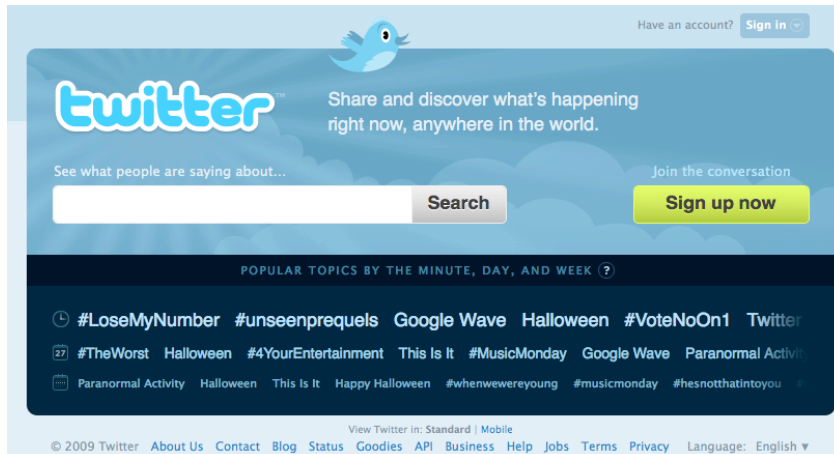 Have an account? Sign in
twitter™
Share and discover what's happening
right now, anywhere in the world.
See what people are saying about...
Join the conversation
Search
Sign up now
POPULAR TOPICS BY THE MINUTE, DAY, AND WEEK ?
#LoseMyNumber #unseenprequels Google Wave Halloween #VoteNoOn1 Twitter
27 #TheWorst Halloween #4YourEntertainment This Is It #MusicMonday Google Wave Paranormal Activit
Paranormal Activity Halloween This Is It Happy Halloween #whenwewereyoung #musicmonday #hesnotthatintoyou
View Twitter in: Standard | Mobile
© 2009 Twitter About Us Contact Blog Status Goodies API Business Help Jobs Terms Privacy Language: English